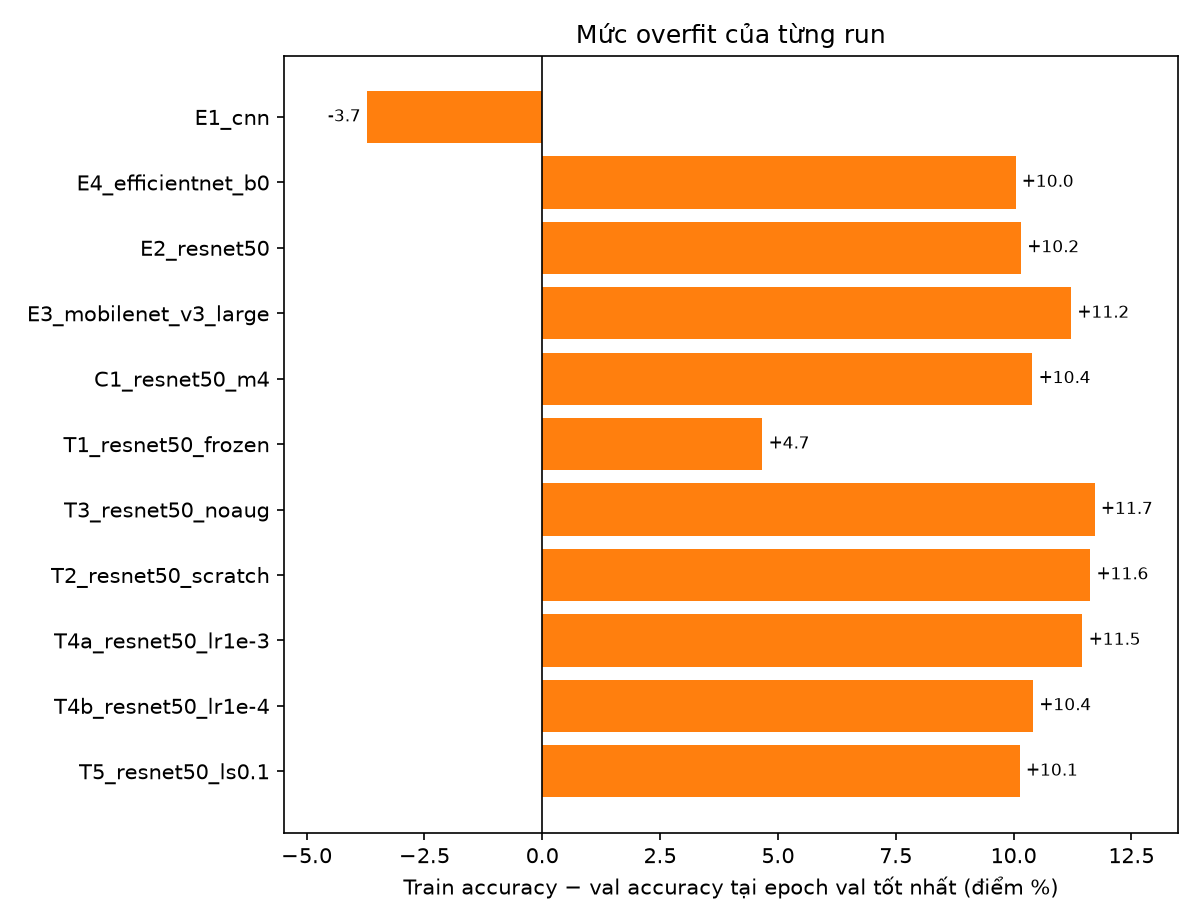 Mức overfit của từng run
E1_cnn
-3.7
E4_efficientnet_b0
+10.0
E2_resnet50
+10.2
E3_mobilenet_v3_large
+11.2
C1_resnet50_m4
+10.4
T1_resnet50_frozen
+4.7
T3_resnet50_noaug
+11.7
T2_resnet50_scratch
+11.6
T4a_resnet50_lr1e-3
+11.5
T4b_resnet50_lr1e-4
+10.4
T5_resnet50_ls0.1
+10.1
−5.0 −2.5 0.0 2.5 5.0 7.5 10.0 12.5
Train accuracy − val accuracy tại epoch val tốt nhất (điểm %)